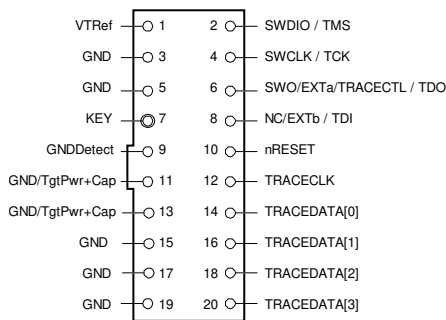 VTRef 1 2 SWDIO / TMS
GND 3 4 SWCLK / TCK
GND 5 6 SWO/EXTa/TRACECTL / TDO
KEY 7 8 NC/EXTb / TDI
GNDDetect 9 10 nRESET
GND/TgtPwr+Cap 11 12 TRACECLK
GND/TgtPwr+Cap 13 14 TRACEDATA[0]
GND 15 16 TRACEDATA[1]
GND 17 18 TRACEDATA[2]
GND 19 20 TRACEDATA[3]